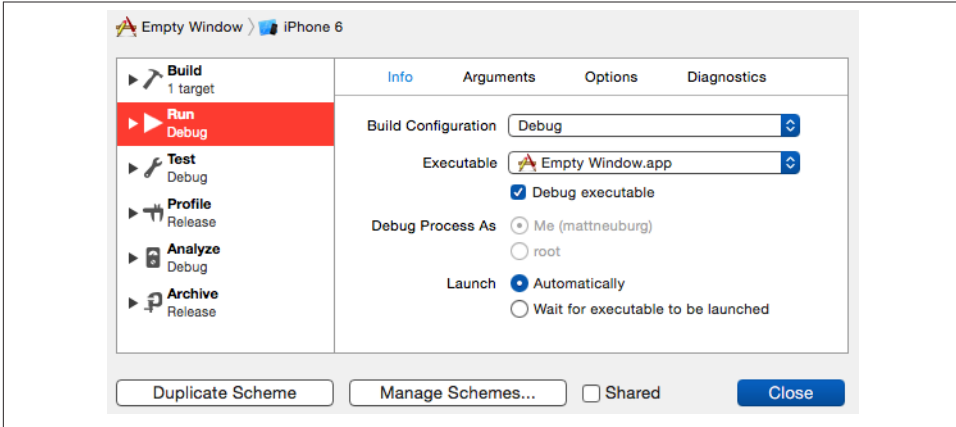 Empty Window iPhone 6
Build
1 target
Run
Debug
Test
Debug
Profile
Release
Analyze
Debug
Archive
Release
Info Arguments Options Diagnostics
Build Configuration Debug
Executable Empty Window.app
Debug executable
Debug Process As Me (mattneuburg)
root
Launch Automatically
Wait for executable to be launched
Duplicate Scheme Manage Schemes... Shared Close